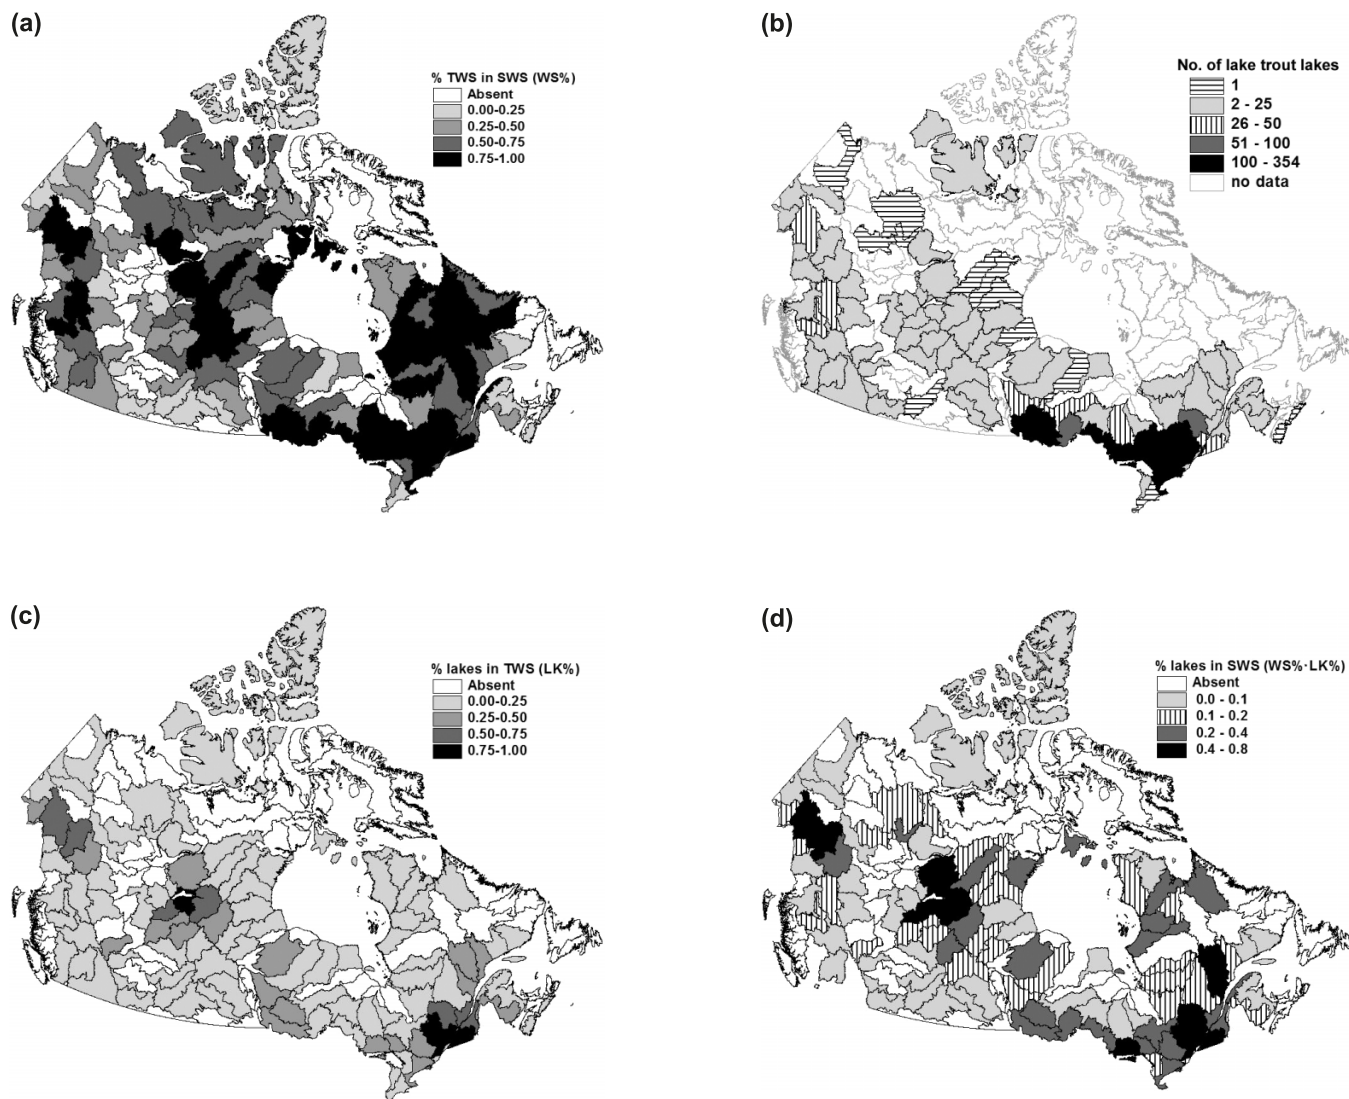 (a)
% TWS in SWS (WS%)
Absent
0.00-0.25
0.25-0.50
0.50-0.75
0.75-1.00
(b)
No. of lake trout lakes
1
2 - 25
26 - 50
51 - 100
100 - 354
no data
(c)
% lakes in TWS (LK%)
Absent
0.00-0.25
0.25-0.50
0.50-0.75
0.75-1.00
(d)
% lakes in SWS (WS%·LK%)
Absent
0.0 - 0.1
0.1 - 0.2
0.2 - 0.4
0.4 - 0.8